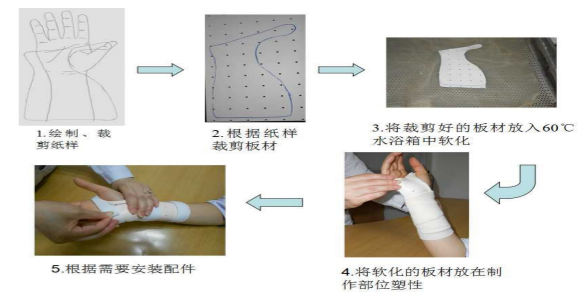 1.绘制、裁
剪纸样
2.根据纸样
裁剪板材
3.将裁剪好的板材放入60℃
水浴箱中软化
5.根据需要安装配件
4.将软化的板材放在制
作部位塑性